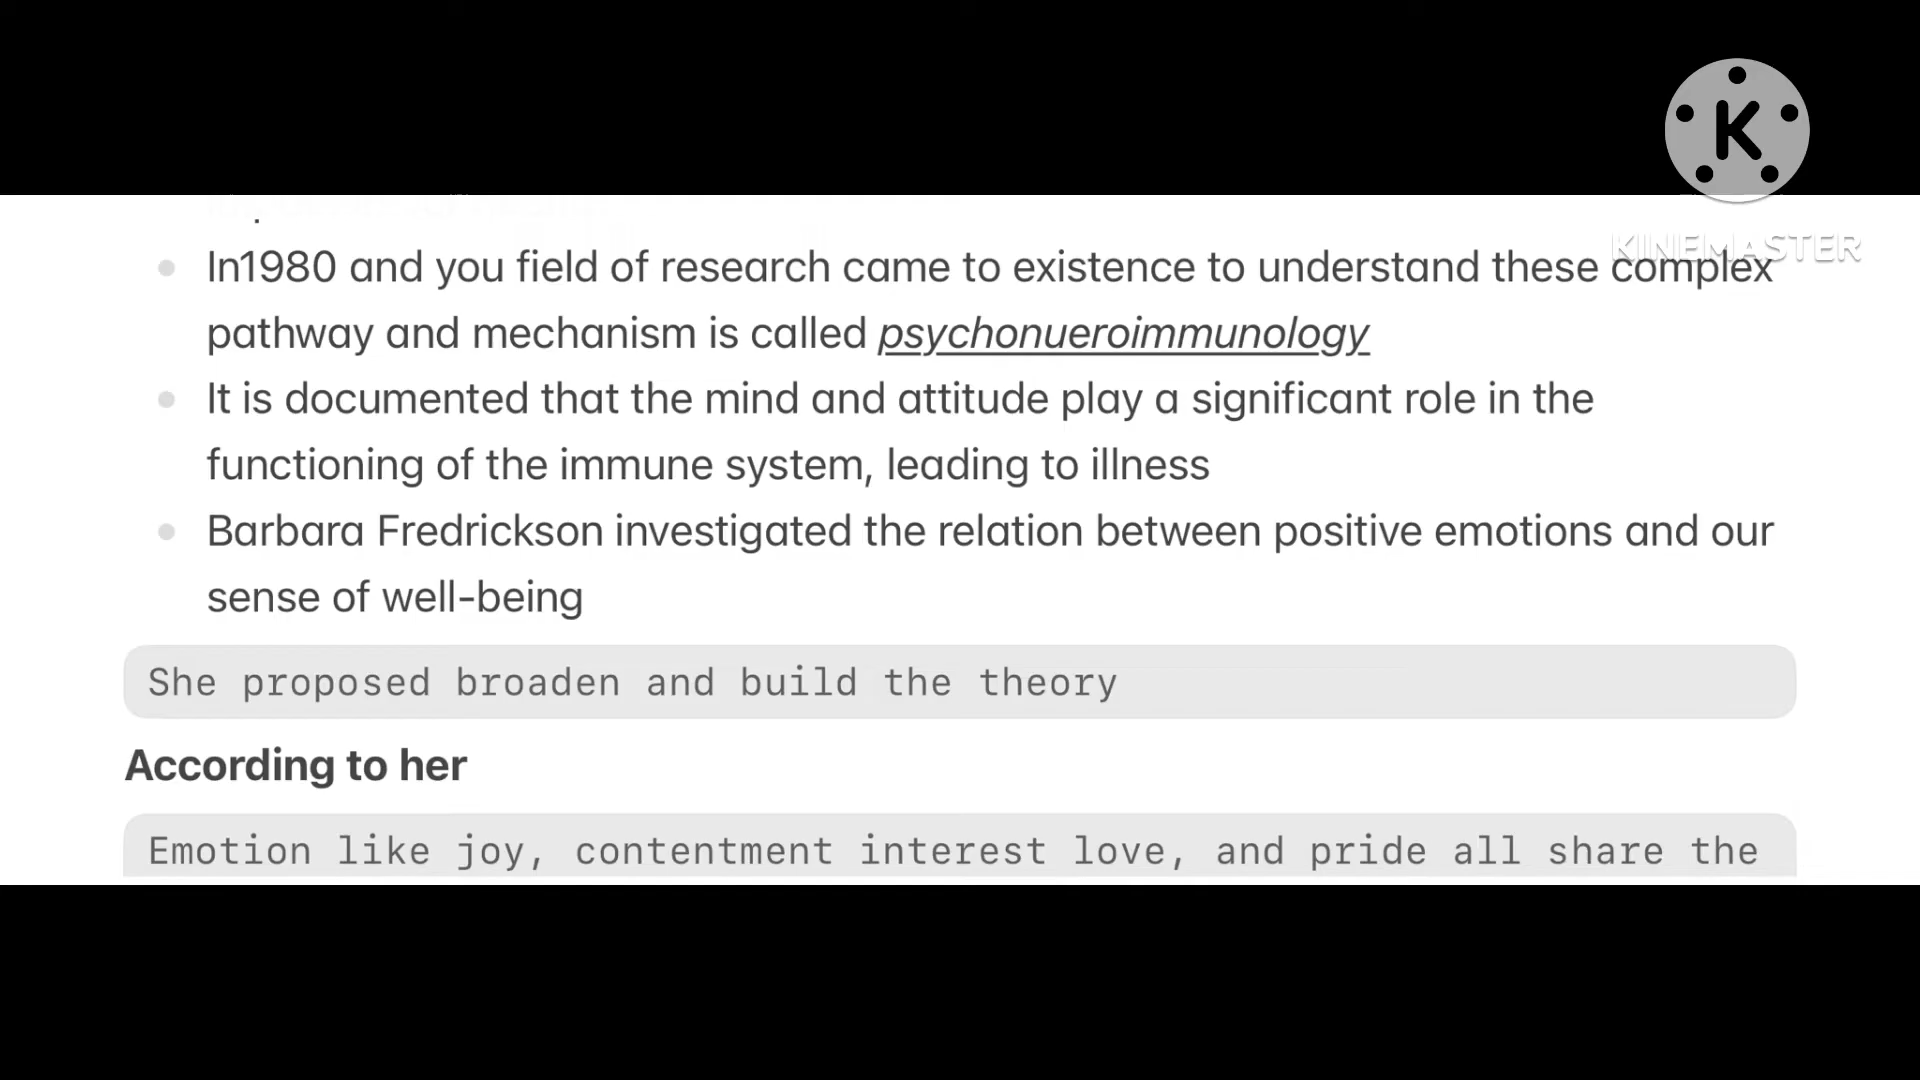 In1980 and you field of research came to existence to understand these complex
pathway and mechanism is called psychonueroimmunology
It is documented that the mind and attitude play a significant role in the
functioning of the immune system, leading to illness
Barbara Fredrickson investigated the relation between positive emotions and our
sense of well-being
She proposed broaden and build the theory
According to her
Emotion like joy, contentment interest love, and pride all share the
K
KINEMASTER